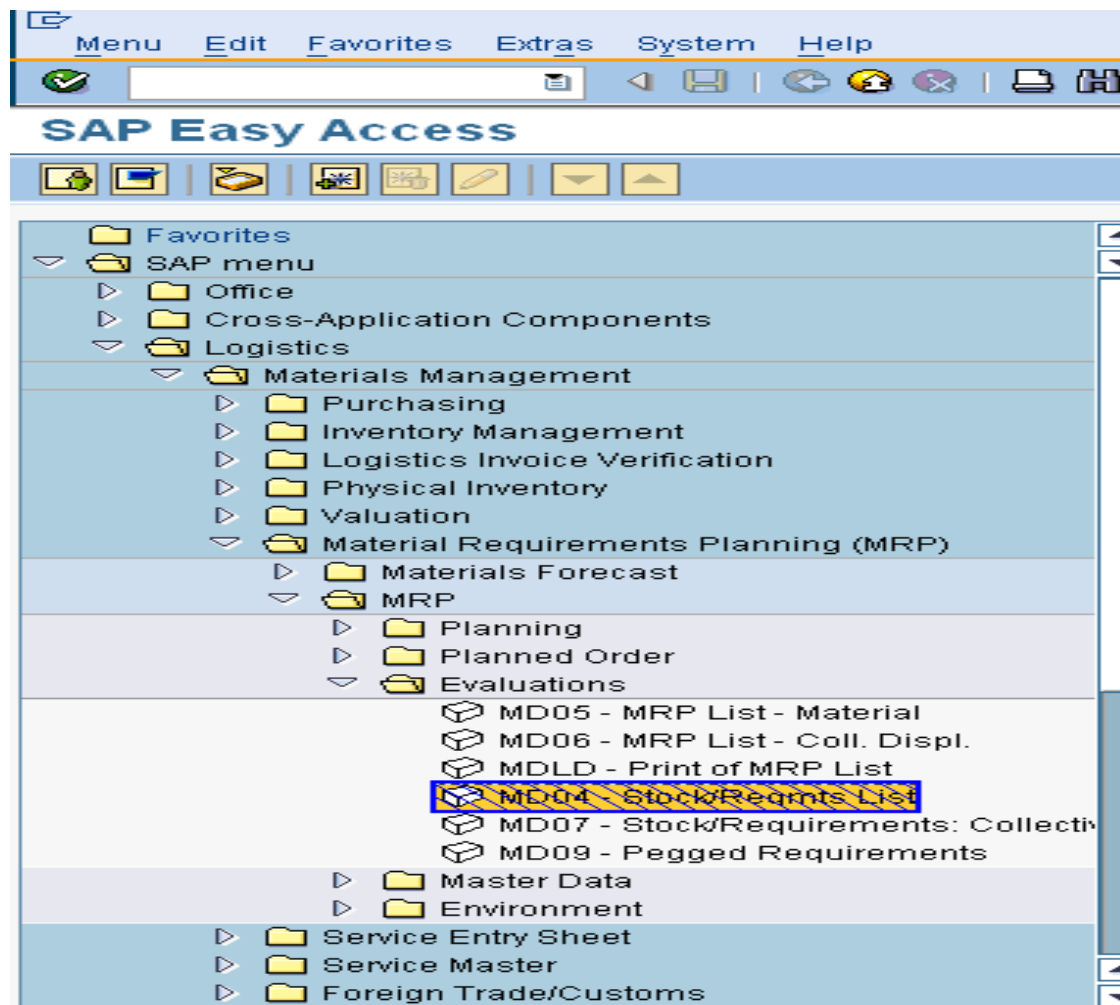 Menu Edit Favorites Extras System Help
SAP Easy Access
Favorites
SAP menu
Office
Cross-Application Components
Logistics
Materials Management
Purchasing
Inventory Management
Logistics Invoice Verification
Physical Inventory
Valuation
Material Requirements Planning (MRP)
Materials Forecast
MRP
Planning
Planned Order
Evaluations
MD05 - MRP List - Material
MD06 - MRP List - Coll. Displ.
MDLD - Print of MRP List
MD04 - Stock/Reqmts List
MD07 - Stock/Requirements: Collectiv
MD09 - Pegged Requirements
Master Data
Environment
Service Entry Sheet
Service Master
Foreign Trade/Customs